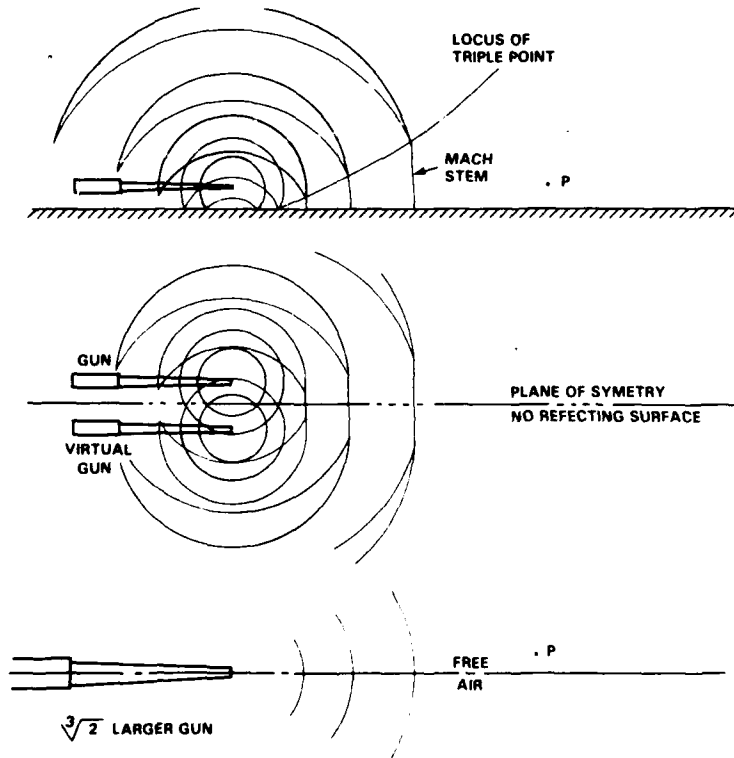 LOCUS OF
TRIPLE POINT
MACH
STEM
. P
GUN
VIRTUAL
GUN
PLANE OF SYMETRY
NO REFECTING SURFACE
. P
FREE
AIR
∛2 LARGER GUN